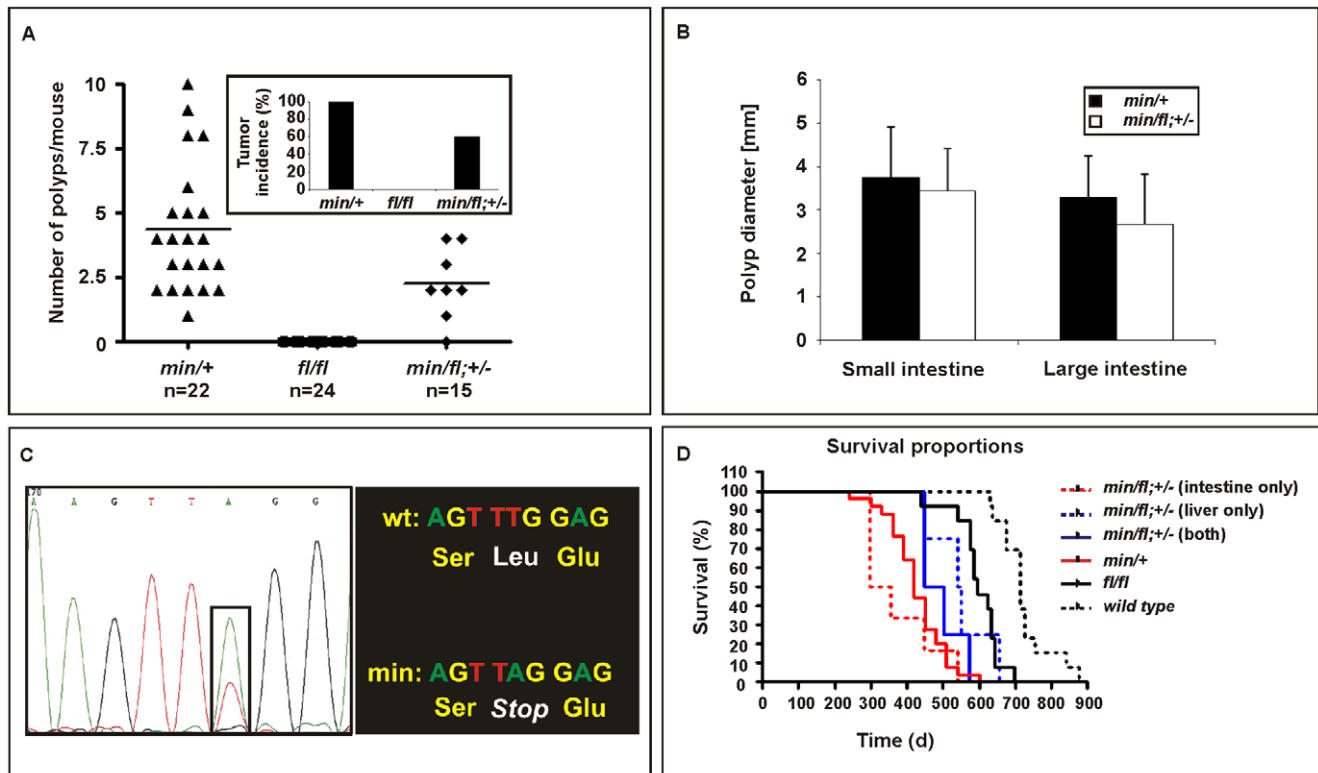 A
Number of polyps/mouse
10
7.5
5
2.5
0
Tumor incidence (%)
100
80
60
40
20
0
min/+
fl/fl
min/fl;+/-
min/+
fl/fl
min/fl;+/-
n=22
n=24
n=15
B
Polyp diameter [mm]
6
5
4
3
2
1
0
min/+
min/fl;+/-
Small intestine
Large intestine
C
170
A A G T T A G G
wt: AGT TTG GAG
Ser Leu Glu
min: AGT TAG GAG
Ser Stop Glu
D
Survival proportions
Survival (%)
110
100
90
80
70
60
50
40
30
20
10
0
0 100 200 300 400 500 600 700 800 900
Time (d)
min/fl;+/- (intestine only)
min/fl;+/- (liver only)
min/fl;+/- (both)
min/+
fl/fl
wild type